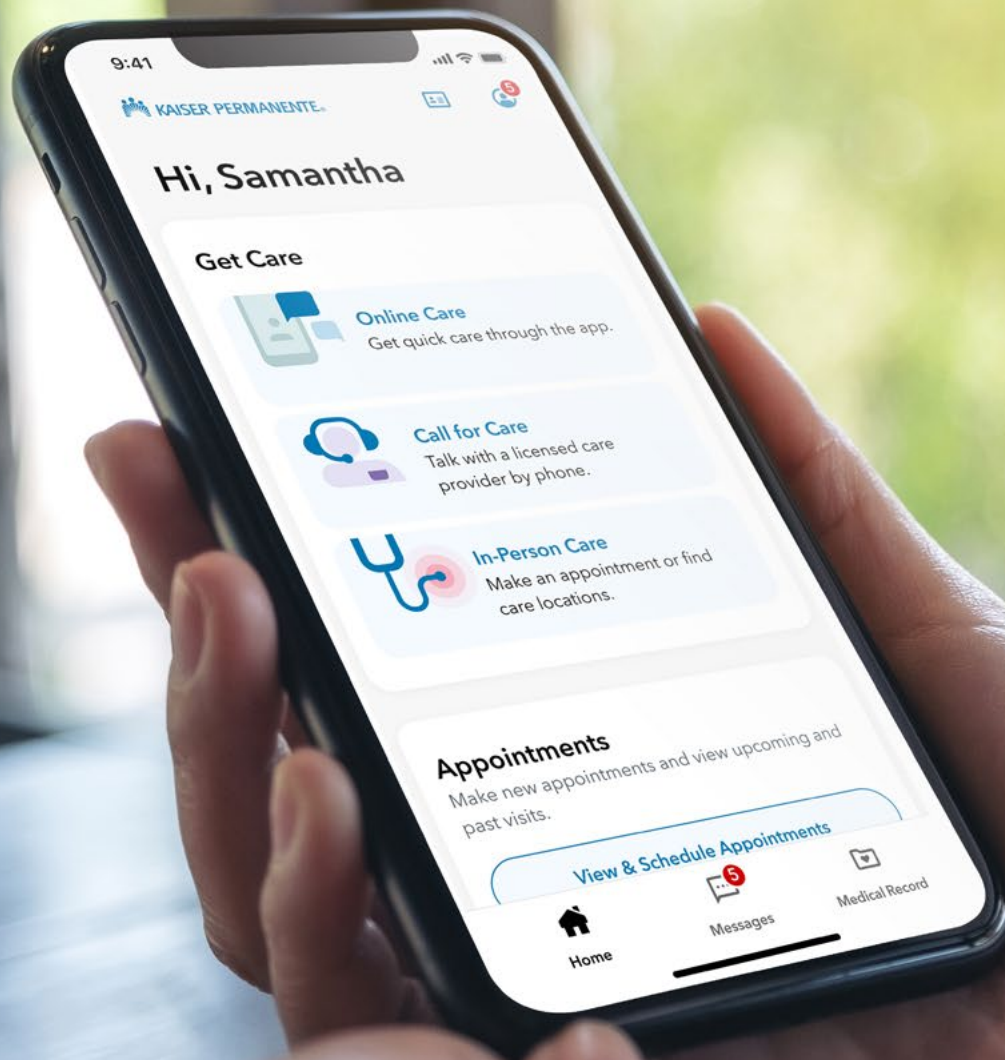 9:41
KAISER PERMANENTE®
5
Hi, Samantha
Get Care
Online Care
Get quick care through the app.
Call for Care
Talk with a licensed care
provider by phone.
In-Person Care
Make an appointment or find
care locations.
Appointments
Make new appointments and view upcoming and
past visits.
View & Schedule Appointments
5
Home
Messages
Medical Record